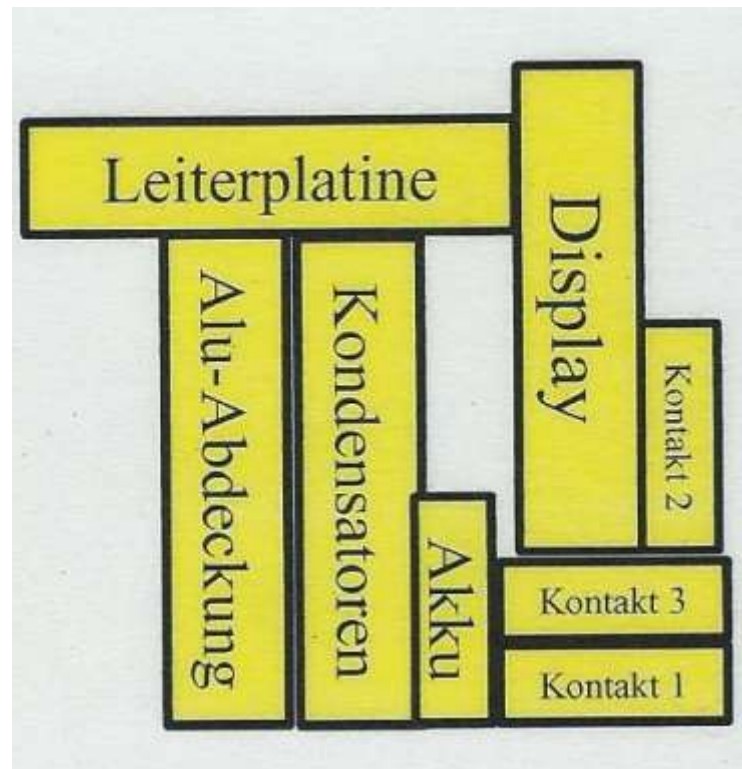 Leiterplatine
Display
Alu-Abdeckung
Kondensatoren
Kontakt 2
Akku
Kontakt 3
Kontakt 1